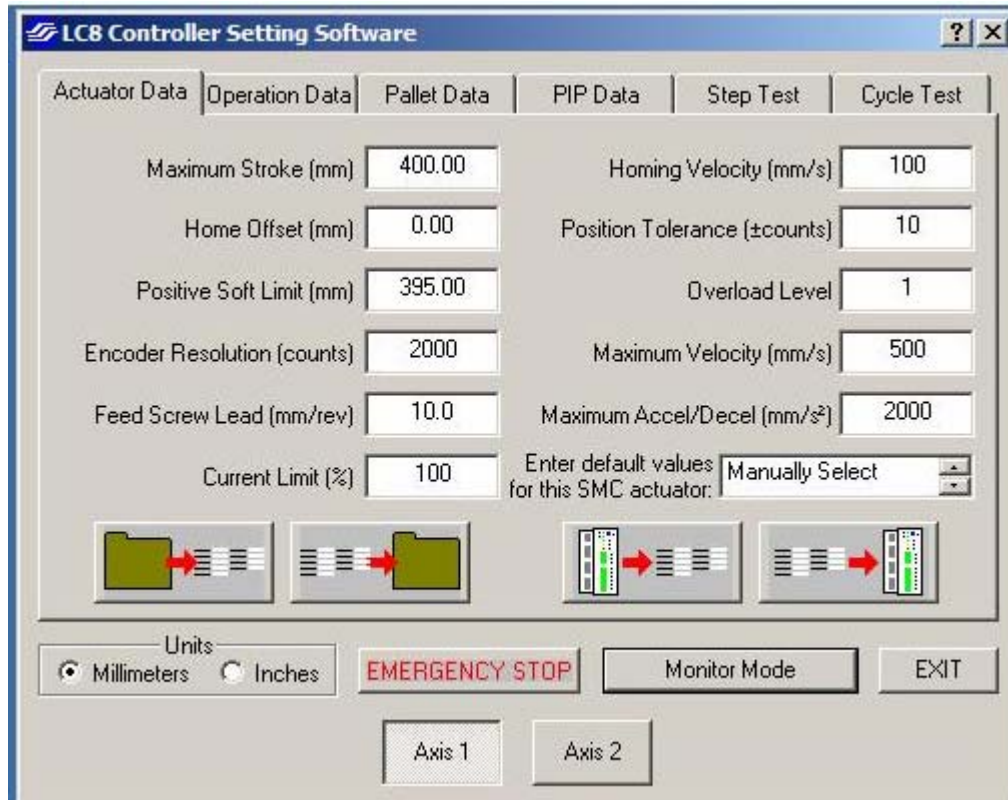 LC8 Controller Setting Software
Actuator Data
Operation Data
Pallet Data
PIP Data
Step Test
Cycle Test
Maximum Stroke (mm) 400.00
Home Offset (mm) 0.00
Positive Soft Limit (mm) 395.00
Encoder Resolution (counts) 2000
Feed Screw Lead (mm/rev) 10.0
Current Limit (%) 100
Homing Velocity (mm/s) 100
Position Tolerance (±counts) 10
Overload Level 1
Maximum Velocity (mm/s) 500
Maximum Accel/Decel (mm/s²) 2000
Enter default values
for this SMC actuator: Manually Select
Units
Millimeters
Inches
EMERGENCY STOP
Monitor Mode
EXIT
Axis 1
Axis 2